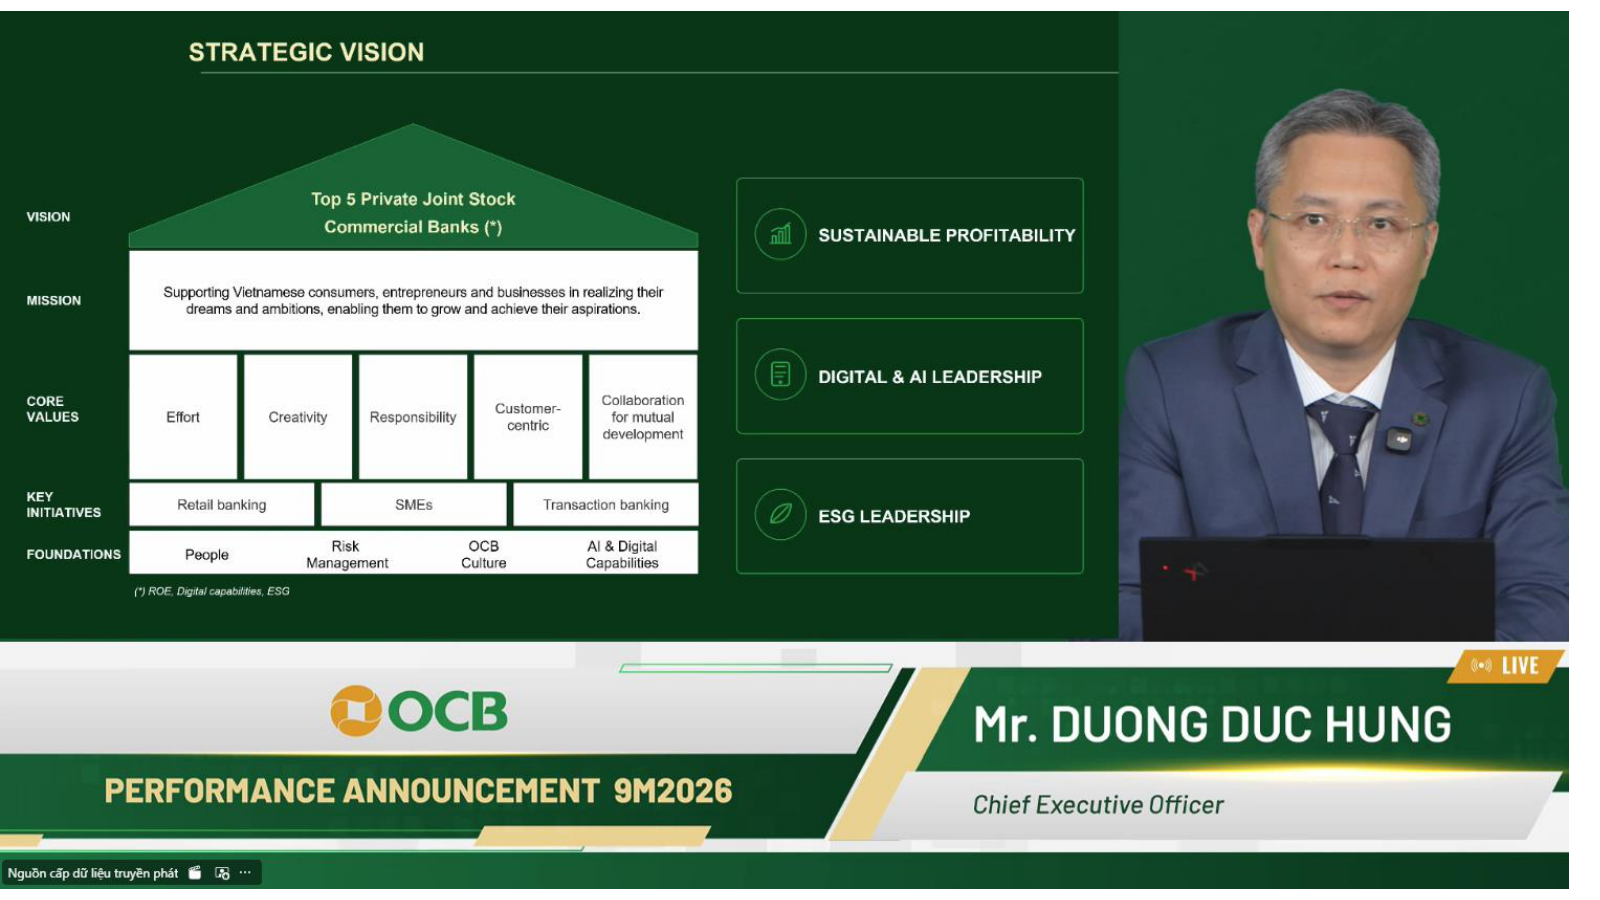 STRATEGIC VISION
VISION
Top 5 Private Joint Stock
Commercial Banks (*)
MISSION
Supporting Vietnamese consumers, entrepreneurs and businesses in realizing their
dreams and ambitions, enabling them to grow and achieve their aspirations.
CORE
VALUES
Effort
Creativity
Responsibility
Customer-
centric
Collaboration
for mutual
development
KEY
INITIATIVES
Retail banking
SMEs
Transaction banking
FOUNDATIONS
People
Risk
Management
OCB
Culture
AI & Digital
Capabilities
(*) ROE, Digital capabilities, ESG
SUSTAINABLE PROFITABILITY
DIGITAL & AI LEADERSHIP
ESG LEADERSHIP
LIVE
OCB
PERFORMANCE ANNOUNCEMENT 9M2026
Mr. DUONG DUC HUNG
Chief Executive Officer
Nguồn cấp dữ liệu truyền phát